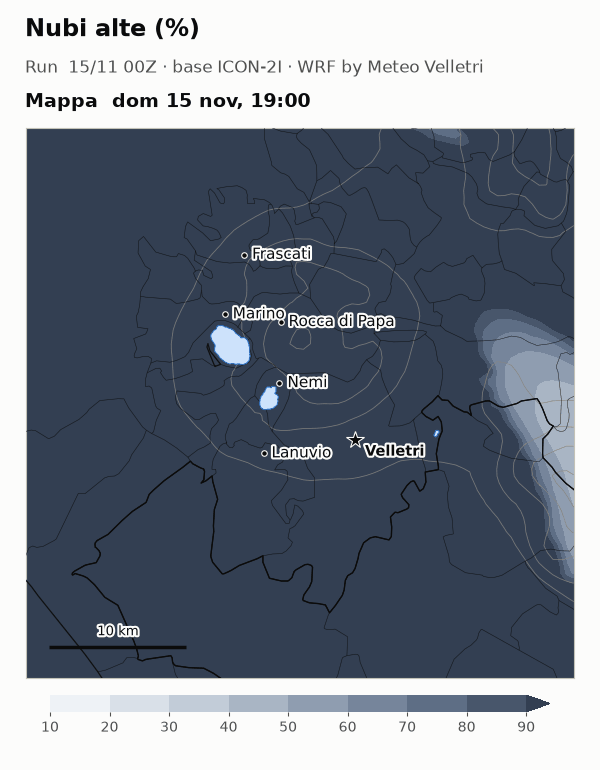 Nubi alte (%)
Run  15/11 00Z · base ICON-2I · WRF by Meteo Velletri
Mappa  dom 15 nov, 19:00
Frascati
Marino
Rocca di Papa
Nemi
Velletri
Lanuvio
10 km
10 20 30 40 50 60 70 80 90